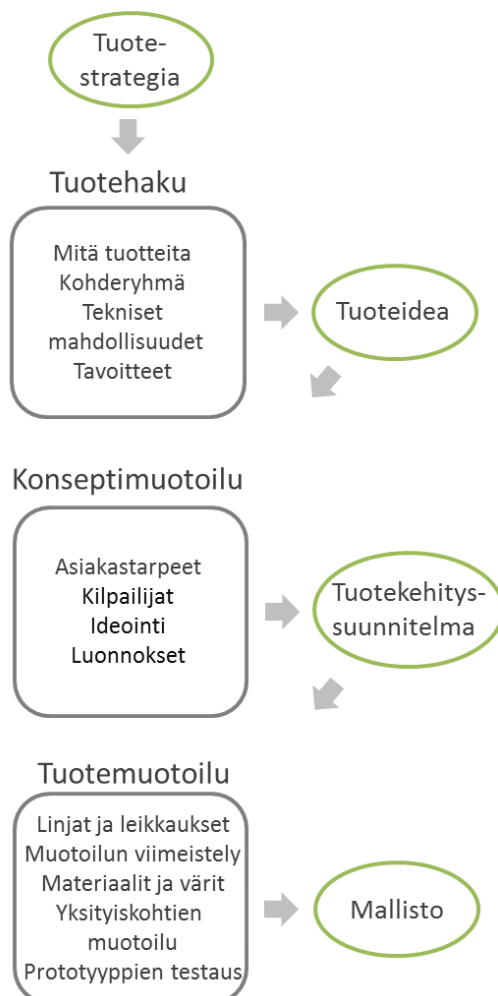 Tuote-
strategia
Tuotehaku
Mitä tuotteita
Kohderyhmä
Tekniset
mahdollisuudet
Tavoitteet
Tuoteidea
Konseptimuotoilu
Asiakastarpeet
Kilpailijat
Ideointi
Luonnokset
Tuotekehitys-
suunnitelma
Tuotemuotoilu
Linjat ja leikkaukset
Muotoilun viimeistely
Materiaalit ja värit
Yksityiskohtien
muotoilu
Prototyyppien testaus
Mallisto